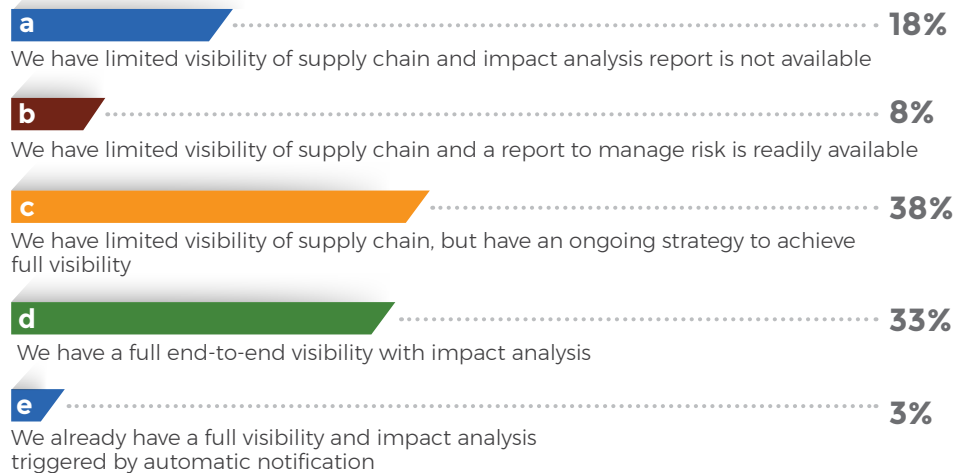 a 18%
We have limited visibility of supply chain and impact analysis report is not available
b 8%
We have limited visibility of supply chain and a report to manage risk is readily available
c 38%
We have limited visibility of supply chain, but have an ongoing strategy to achieve
full visibility
d 33%
We have a full end-to-end visibility with impact analysis
e 3%
We already have a full visibility and impact analysis
triggered by automatic notification